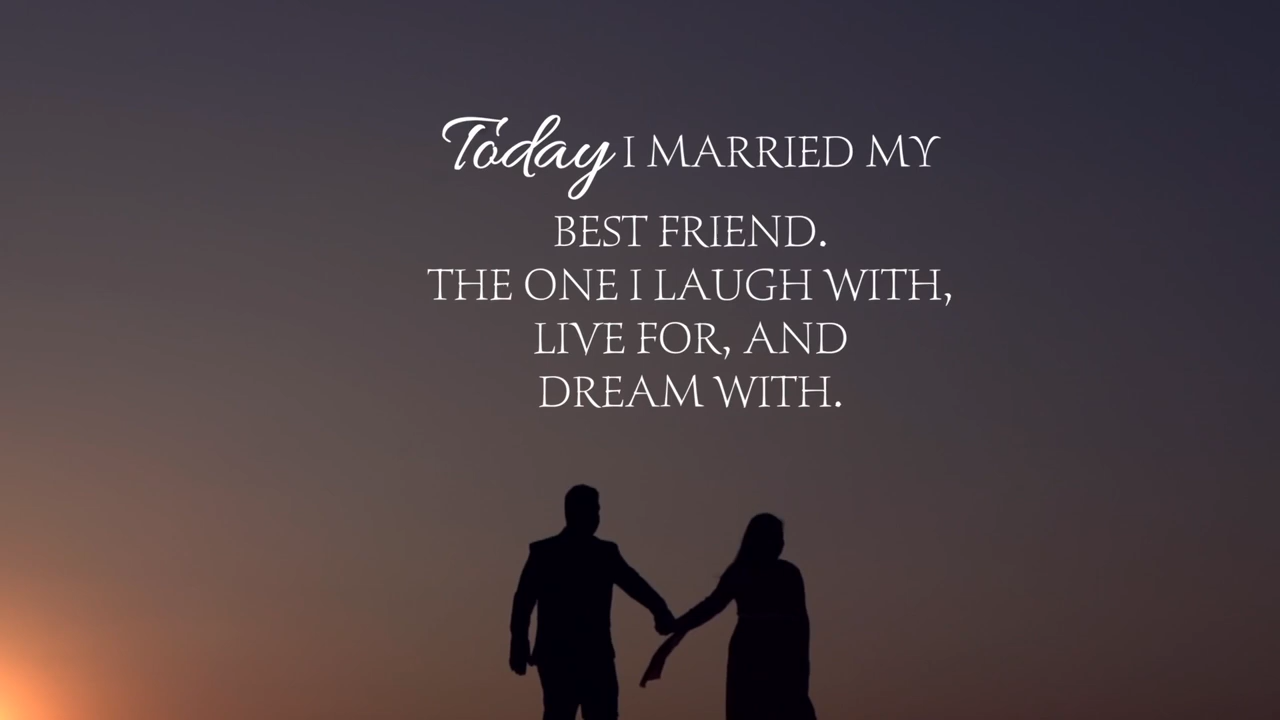 Today I MARRIED MY
BEST FRIEND.
THE ONE I LAUGH WITH,
LIVE FOR, AND
DREAM WITH.